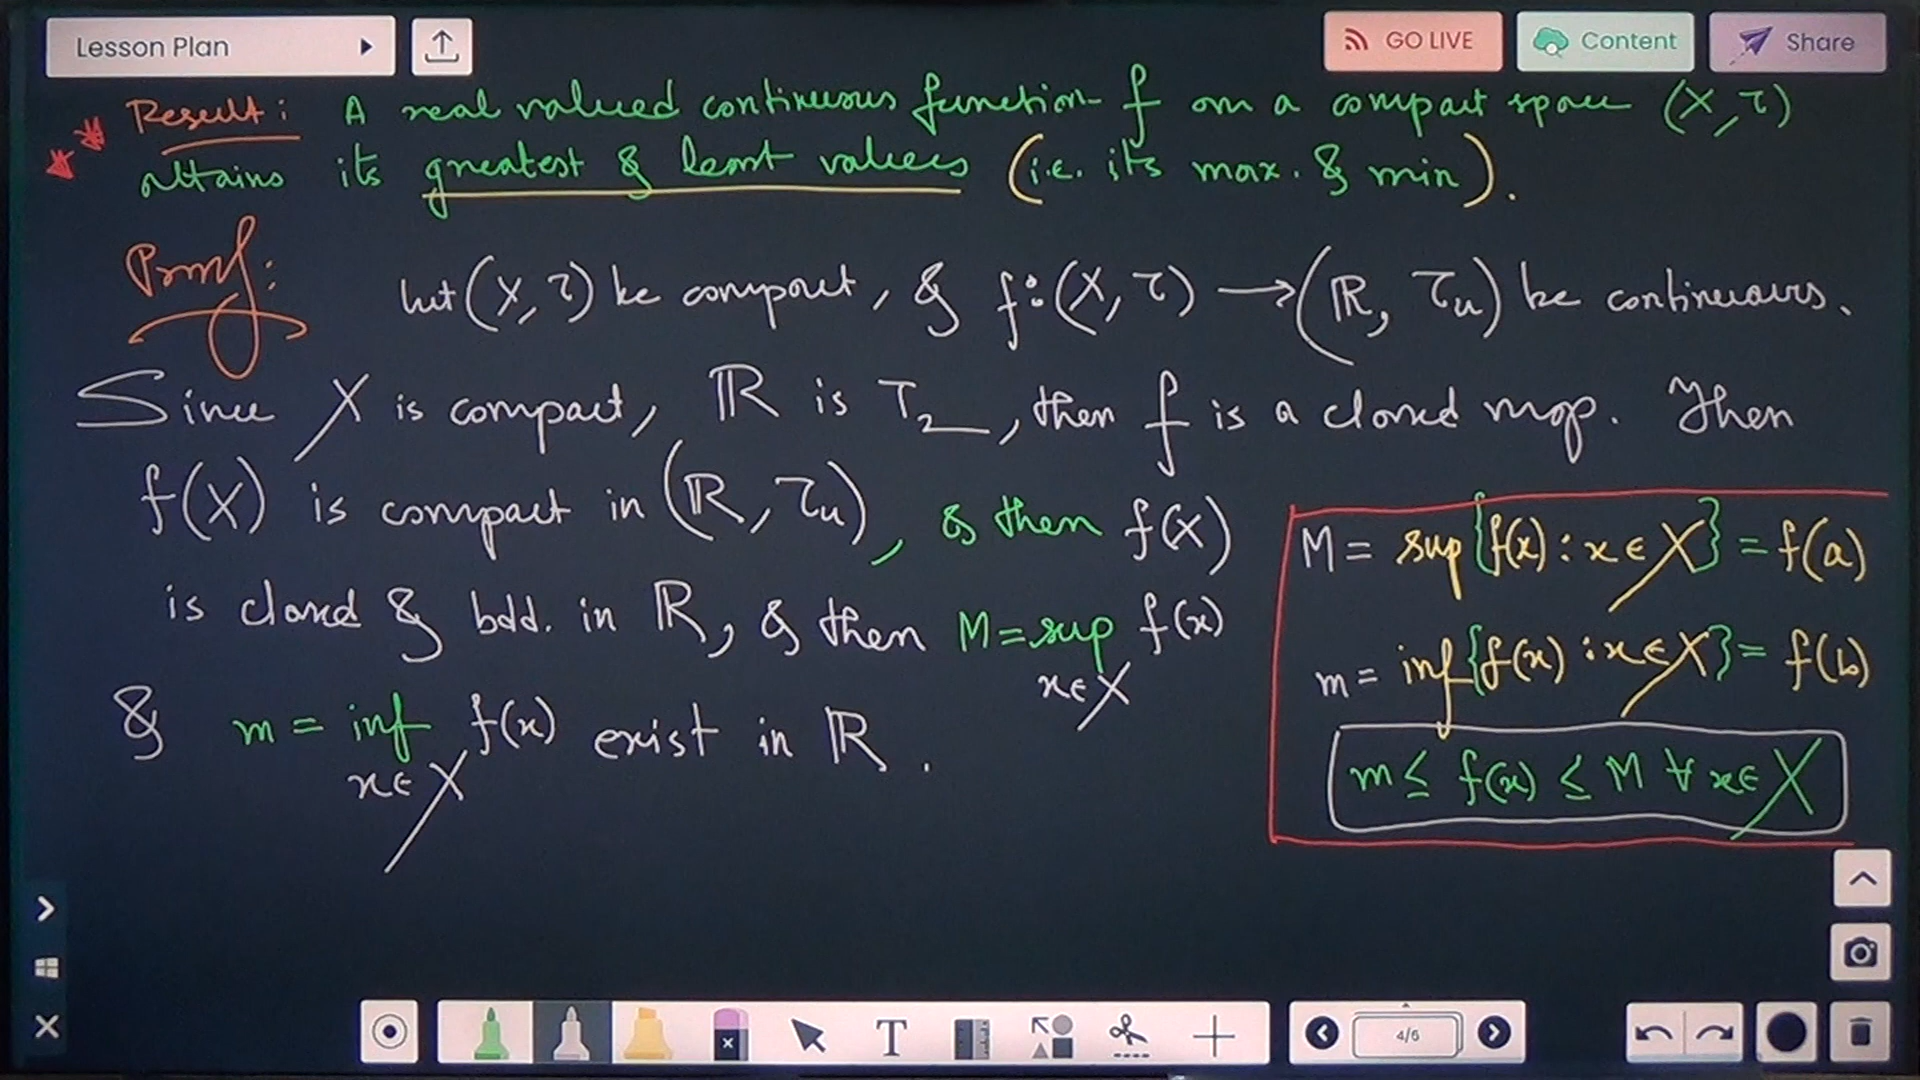 Lesson Plan
GO LIVE
Content
Share
Result: A real valued continuous function f on a compact space (X, τ)
attains its greatest & least values (i.e. its max. & min).
Proof: Let (X, τ) be compact, & f: (X, τ) → (ℝ, τᵤ) be continuous.
Since X is compact, ℝ is T₂, then f is a closed map. Then
f(X) is compact in (ℝ, τᵤ), & then f(X)
is closed & bdd. in ℝ, & then M = sup f(x)
x∈X
& m = inf f(x) exist in ℝ.
x∈X
M = sup{f(x) : x ∈ X} = f(a)
m = inf{f(x) : x ∈ X} = f(b)
m ≤ f(x) ≤ M ∀ x∈X
T
4/6